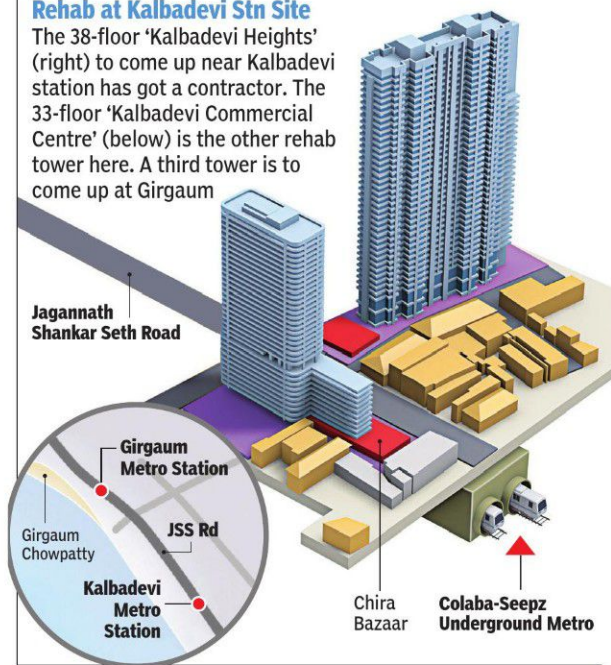 Rehab at Kalbadevi Stn Site
The 38-floor ‘Kalbadevi Heights’
(right) to come up near Kalbadevi
station has got a contractor. The
33-floor ‘Kalbadevi Commercial
Centre’ (below) is the other rehab
tower here. A third tower is to
come up at Girgaum
Jagannath
Shankar Seth Road
Girgaum
Metro Station
Girgaum
Chowpatty
JSS Rd
Kalbadevi
Metro
Station
Chira
Bazaar
Colaba-Seepz
Underground Metro